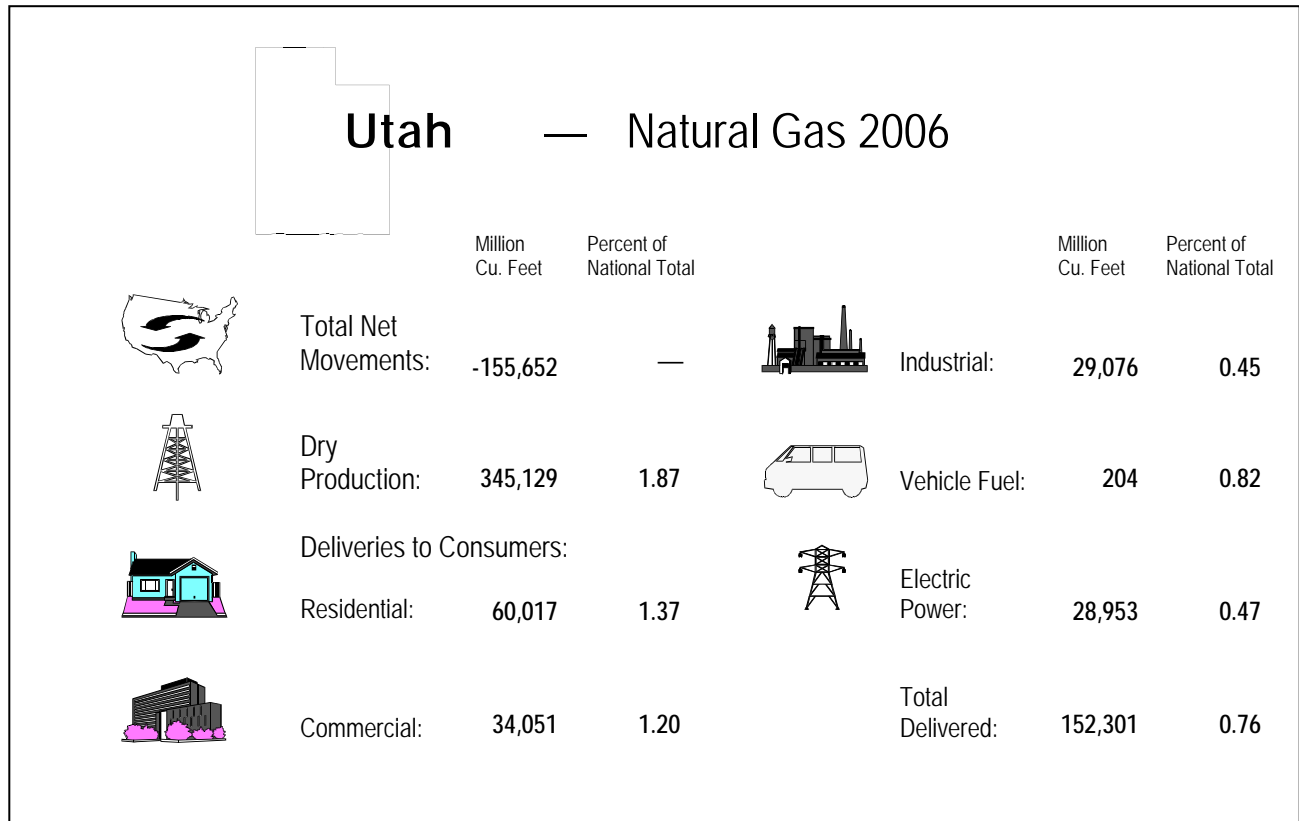 Utah — Natural Gas 2006
Million Percent of Million Percent of
Cu. Feet National Total Cu. Feet National Total
Total Net
Movements: -155,652 — Industrial: 29,076 0.45
Dry
Production: 345,129 1.87 Vehicle Fuel: 204 0.82
Deliveries to Consumers:
Electric
Residential: 60,017 1.37 Power: 28,953 0.47
Total
Commercial: 34,051 1.20 Delivered: 152,301 0.76